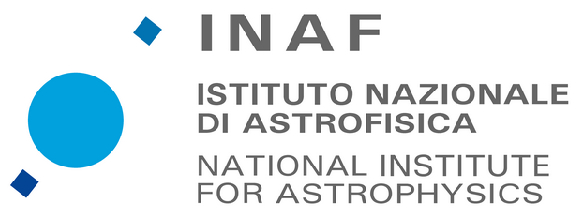 INAF
ISTITUTO NAZIONALE
DI ASTROFISICA
NATIONAL INSTITUTE
FOR ASTROPHYSICS